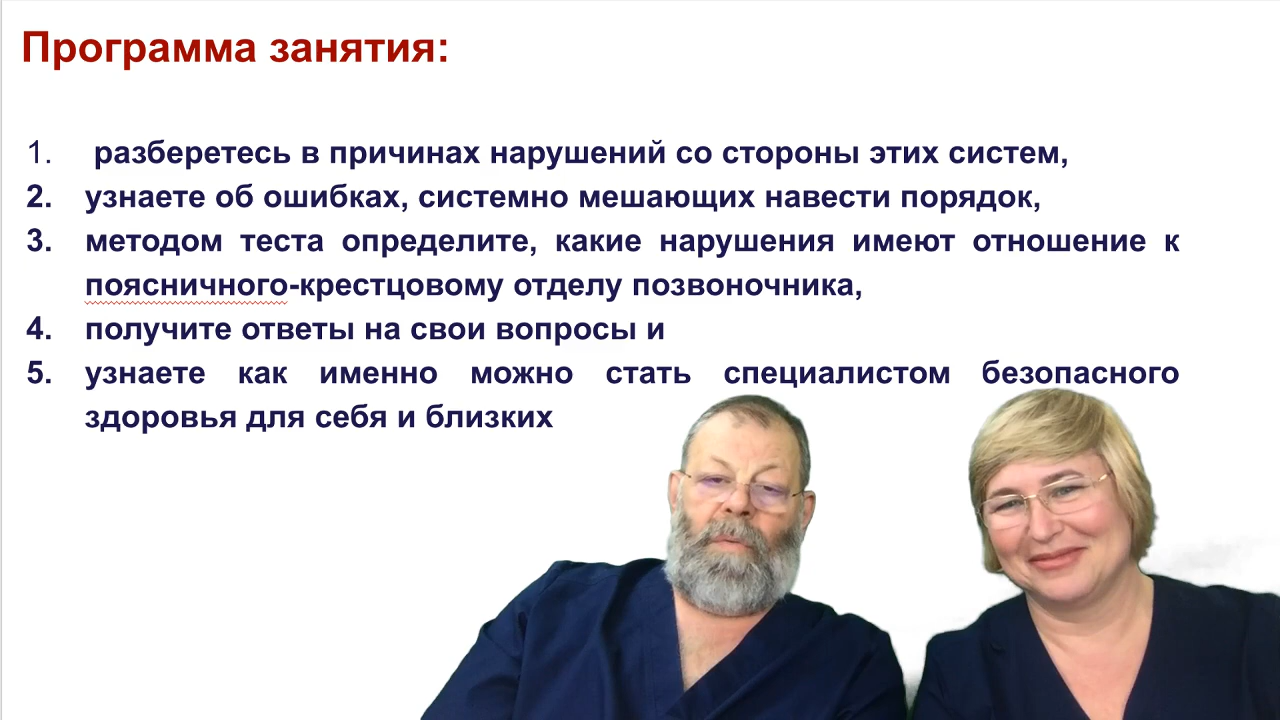 Программа занятия:
1. разберетесь в причинах нарушений со стороны этих систем,
2. узнаете об ошибках, системно мешающих навести порядок,
3. методом теста определите, какие нарушения имеют отношение к
поясничного-крестцовому отделу позвоночника,
4. получите ответы на свои вопросы и
5. узнаете как именно можно стать специалистом безопасного
здоровья для себя и близких